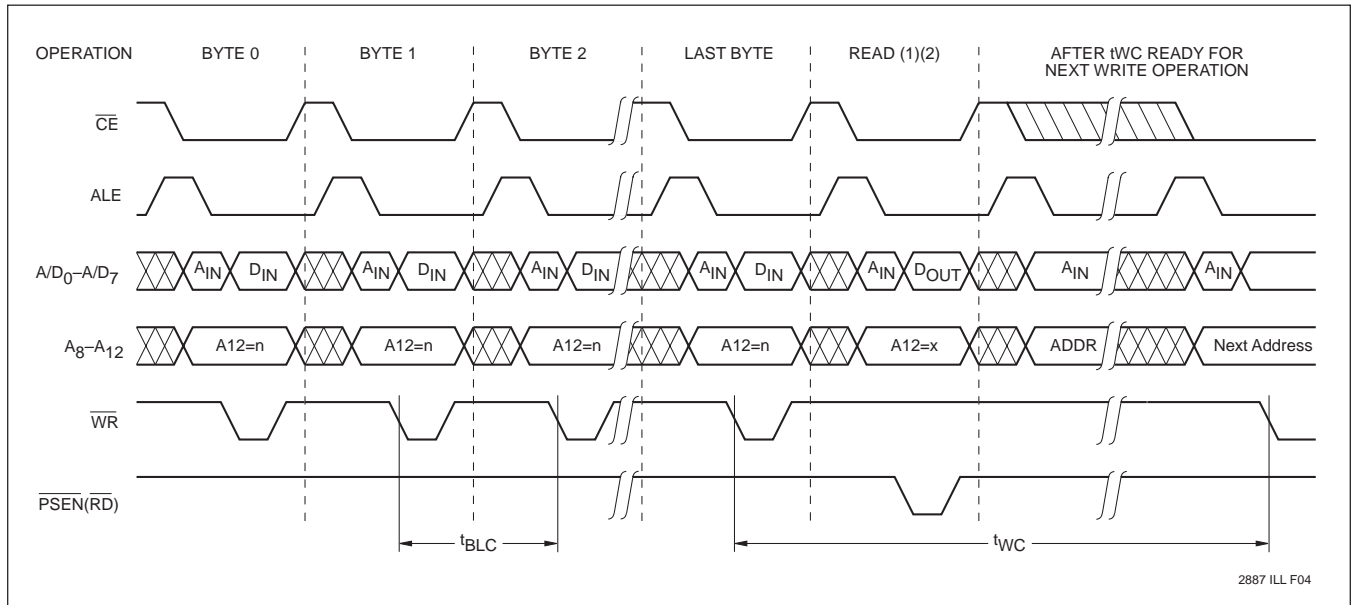 OPERATION BYTE 0 BYTE 1 BYTE 2 LAST BYTE READ (1)(2) AFTER tWC READY FOR
NEXT WRITE OPERATION
CE
ALE
A/D0–A/D7 AIN DIN AIN DIN AIN DIN AIN DIN AIN DOUT AIN AIN
A8–A12 A12=n A12=n A12=n A12=n A12=x ADDR Next Address
WR
PSEN(RD)
tBLC tWC
2887 ILL F04